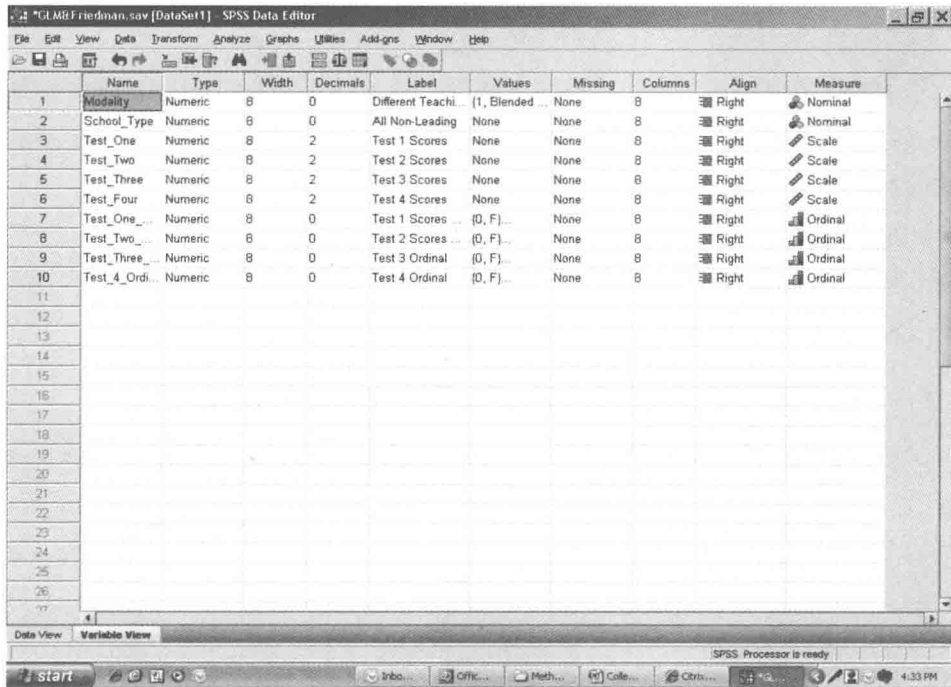 *GLM&Friedman.sav [DataSet1] - SPSS Data Editor
File Edit View Data Transform Analyze Graphs Utilities Add-ons Window Help
Name Type Width Decimals Label Values Missing Columns Align Measure
1 Modality Numeric 8 0 Different Teachi... {1, Blended ... None 8 Right Nominal
2 School_Type Numeric 8 0 All Non-Leading None None 8 Right Nominal
3 Test_One Numeric 8 2 Test 1 Scores None None 8 Right Scale
4 Test_Two Numeric 8 2 Test 2 Scores None None 8 Right Scale
5 Test_Three Numeric 8 2 Test 3 Scores None None 8 Right Scale
6 Test_Four Numeric 8 2 Test 4 Scores None None 8 Right Scale
7 Test_One_... Numeric 8 0 Test 1 Scores ... {0, F}... None 8 Right Ordinal
8 Test_Two_... Numeric 8 0 Test 2 Scores ... {0, F}... None 8 Right Ordinal
9 Test_Three_... Numeric 8 0 Test 3 Ordinal {0, F}... None 8 Right Ordinal
10 Test_4_Ordi... Numeric 8 0 Test 4 Ordinal {0, F}... None 8 Right Ordinal
11
12
13
14
15
16
17
18
19
20
21
22
23
24
25
26
27
Data View Variable View
SPSS Processor is ready
start Inbo... Offic... Meth... Colle... Citrix... *G... 4:33 PM